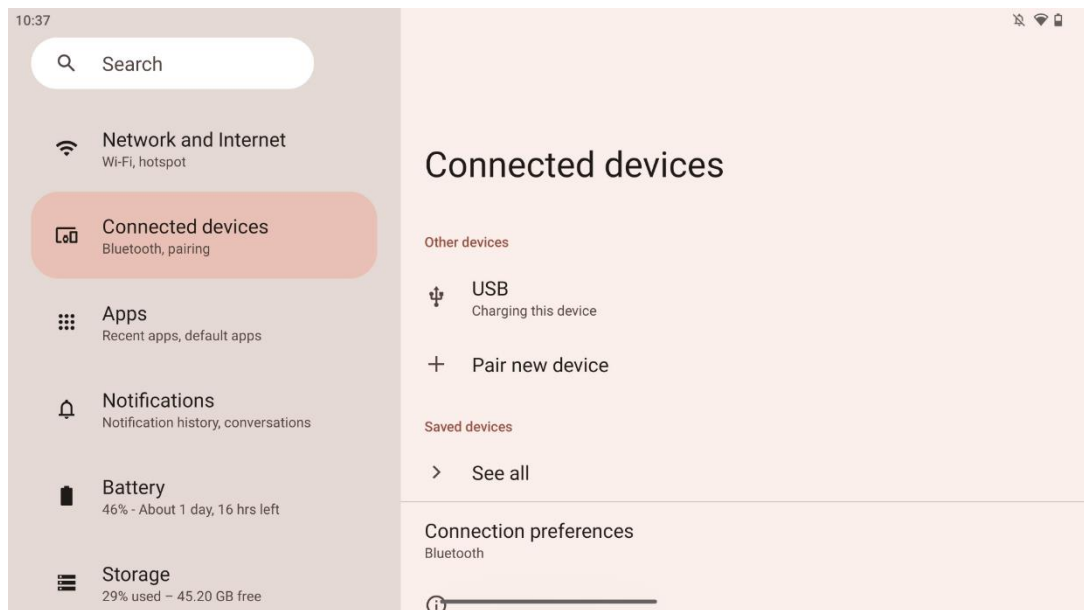 10:37
Search
Network and Internet
Wi-Fi, hotspot
Connected devices
Bluetooth, pairing
Apps
Recent apps, default apps
Notifications
Notification history, conversations
Battery
46% - About 1 day, 16 hrs left
Storage
29% used – 45.20 GB free
Connected devices
Other devices
USB
Charging this device
Pair new device
Saved devices
See all
Connection preferences
Bluetooth